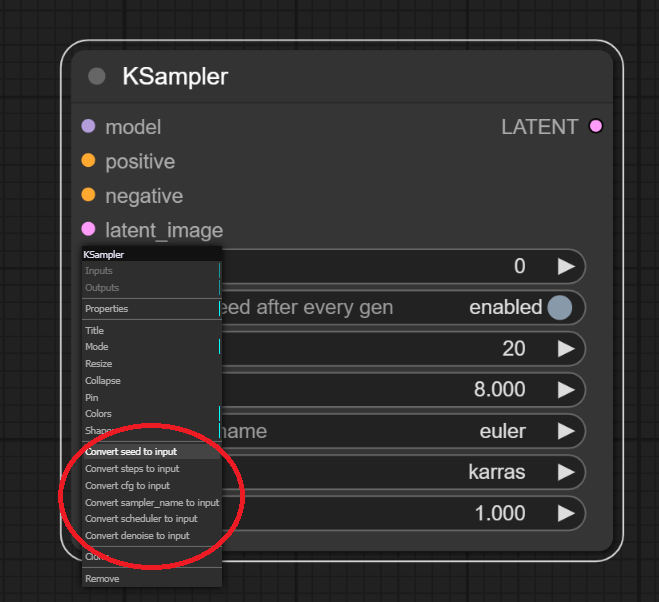 KSampler
model
LATENT
positive
negative
latent_image
KSampler
Inputs
0
Outputs
Properties
eed after every gen
enabled
Title
Mode
20
Resize
Collapse
8.000
Pin
Colors
Shape
name
euler
Convert seed to input
Convert steps to input
karras
Convert cfg to input
Convert sampler_name to input
Convert scheduler to input
1.000
Convert denoise to input
Clone
Remove